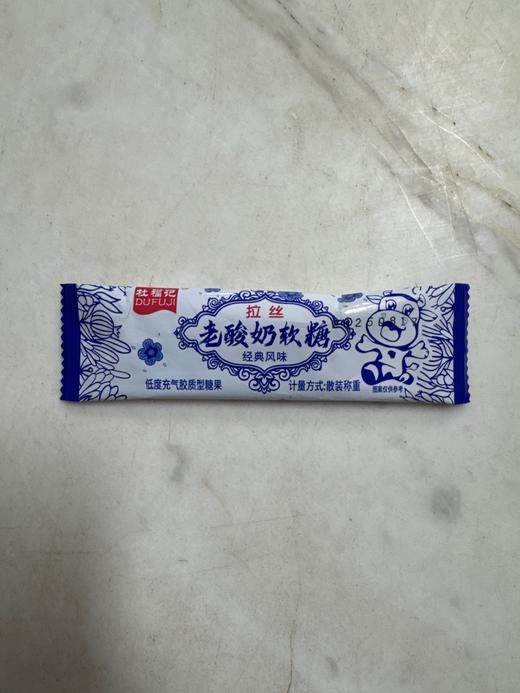 杜福记
DUFUJI
拉丝
老酸奶软糖
经典风味
20250817
低度充气胶质型糖果
计量方式:散装称重
图案仅供参考